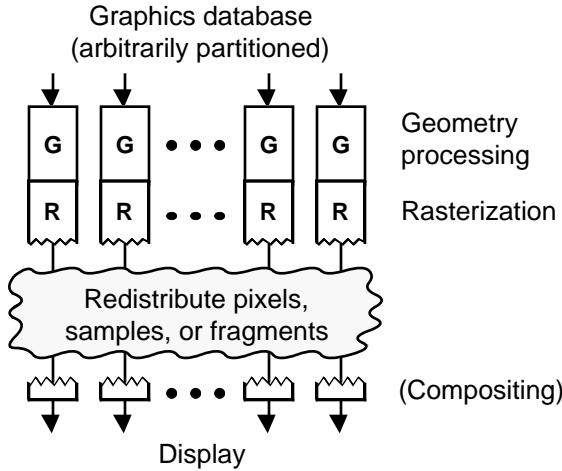 Graphics database
(arbitrarily partitioned)
G G G G
Geometry
processing
R R R R
Rasterization
Redistribute pixels,
samples, or fragments
(Compositing)
Display